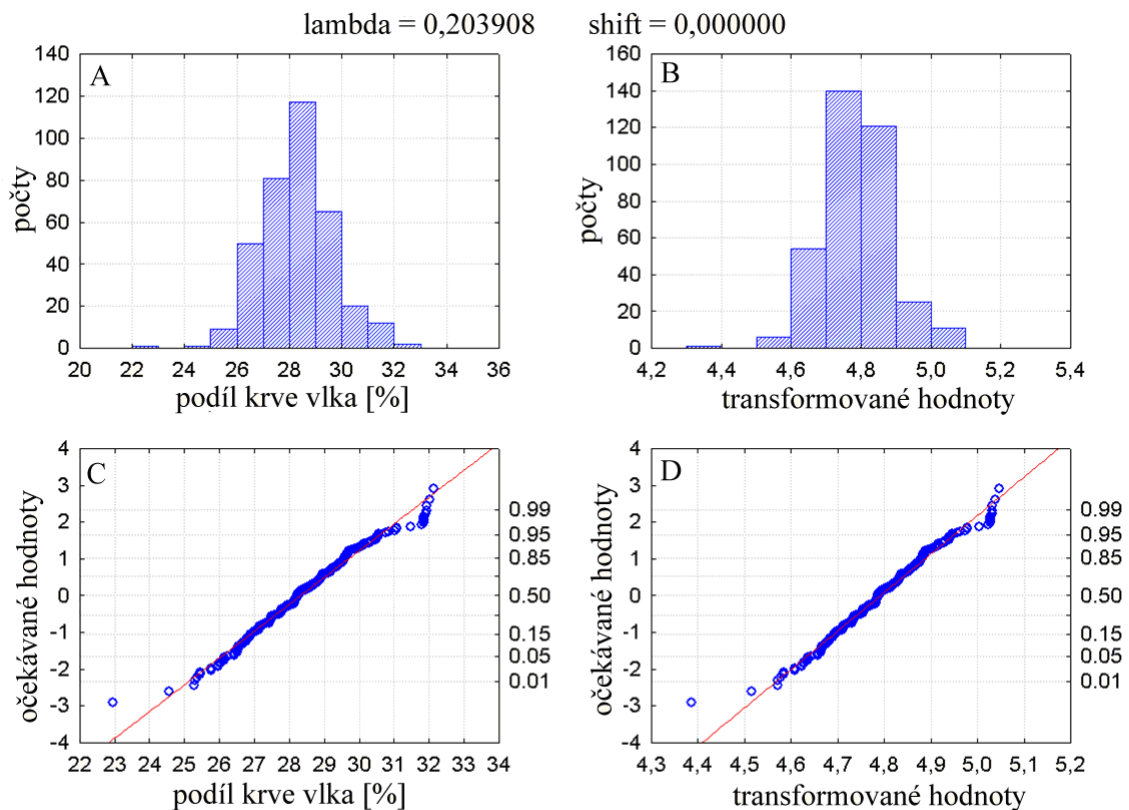 lambda = 0,203908 shift = 0,000000
A
140
120
100
80
60
40
20
0
počty
20 22 24 26 28 30 32 34 36
podíl krve vlka [%]
B
160
140
120
100
80
60
40
20
0
počty
4,2 4,4 4,6 4,8 5,0 5,2 5,4
transformované hodnoty
C
4
3
2
1
0
-1
-2
-3
-4
očekávané hodnoty
0.99
0.95
0.85
0.50
0.15
0.05
0.01
22 23 24 25 26 27 28 29 30 31 32 33 34
podíl krve vlka [%]
D
4
3
2
1
0
-1
-2
-3
-4
očekávané hodnoty
0.99
0.95
0.85
0.50
0.15
0.05
0.01
4,3 4,4 4,5 4,6 4,7 4,8 4,9 5,0 5,1 5,2
transformované hodnoty